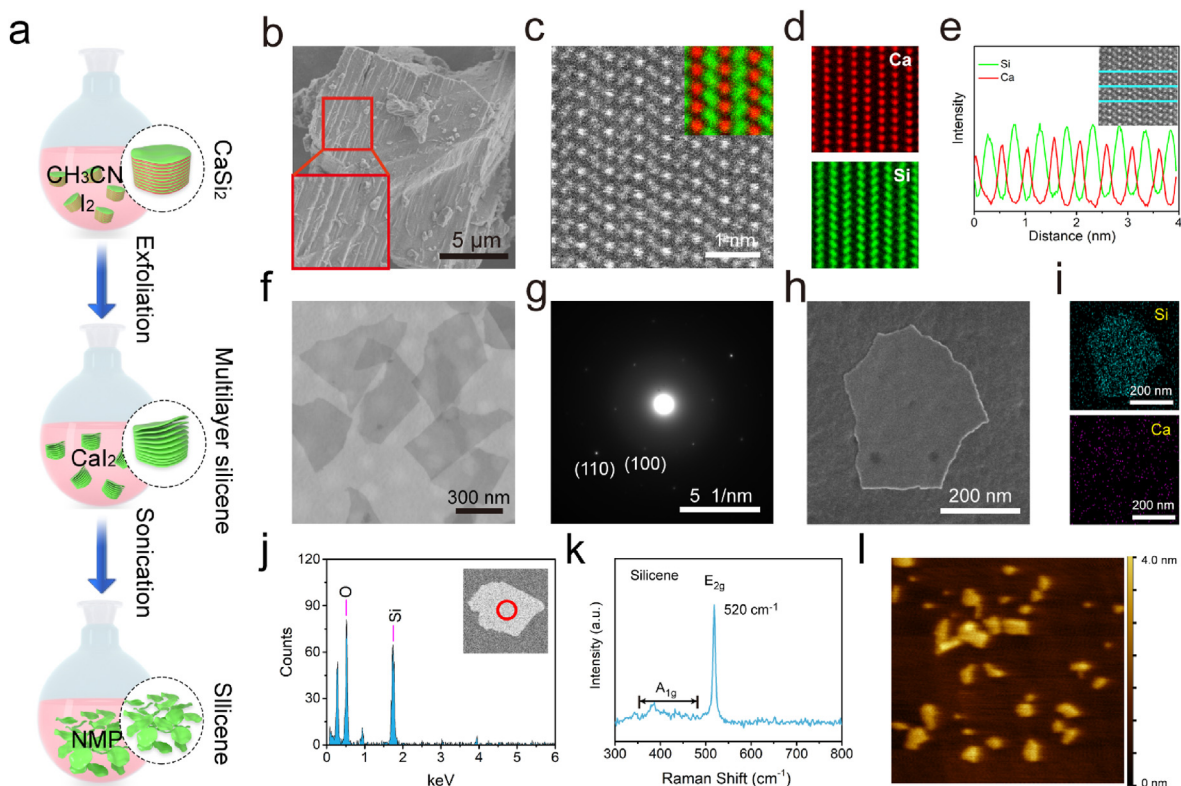 a
CH3CN
I2
CaSi2
Exfoliation
CaI2
Multilayer silicene
Sonication
NMP
SIlicene
b
5 μm
c
1 nm
d
Ca
Si
e
Si
Ca
Intensity
0 1 2 3 4
Distance (nm)
f
300 nm
g
(110) (100)
5 1/nm
h
200 nm
i
Si
200 nm
Ca
200 nm
j
120
90
60
30
0
Counts
O
Si
0 1 2 3 4 5 6
keV
k
Silicene
E2g
520 cm-1
A1g
Intensity (a.u.)
300 400 500 600 700 800
Raman Shift (cm-1)
l
4.0 nm
0 nm